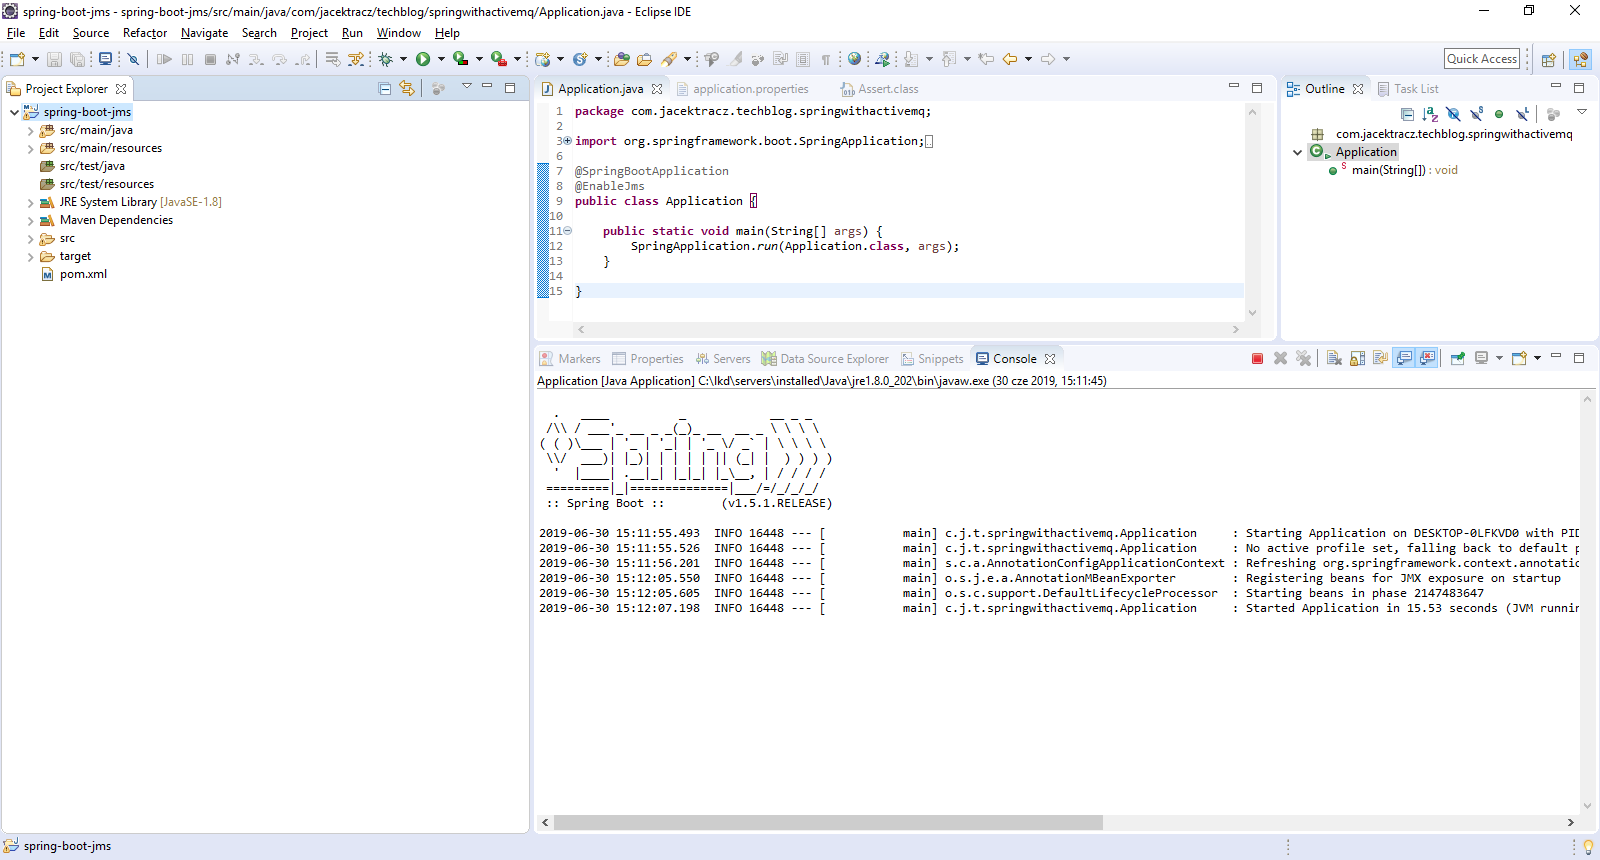 spring-boot-jms - spring-boot-jms/src/main/java/com/jacektracz/techblog/springwithactivemq/Application.java - Eclipse IDE
File Edit Source Refactor Navigate Search Project Run Window Help
Quick Access
Project Explorer
spring-boot-jms
src/main/java
src/main/resources
src/test/java
src/test/resources
JRE System Library [JavaSE-1.8]
Maven Dependencies
src
target
pom.xml
Application.java application.properties Assert.class
1 package com.jacektracz.techblog.springwithactivemq;
2
3 import org.springframework.boot.SpringApplication;
6
7 @SpringBootApplication
8 @EnableJms
9 public class Application {
10
11 public static void main(String[] args) {
12 SpringApplication.run(Application.class, args);
13 }
14
15 }
Outline Task List
com.jacektracz.techblog.springwithactivemq
Application
main(String[]) : void
Markers Properties Servers Data Source Explorer Snippets Console
Application [Java Application] C:\lkd\servers\installed\Java\jre1.8.0_202\bin\javaw.exe (30 cze 2019, 15:11:45)
  .   ____          _            __ _ _
 /\\ / ___'_ __ _ _(_)_ __  __ _ \ \ \ \
( ( )\___ | '_ | '_| | '_ \/ _` | \ \ \ \
 \\/  ___)| |_)| | | | | || (_| |  ) ) ) )
  '  |____| .__|_| |_|_| |_\__, | / / / /
 =========|_|==============|___/=/_/_/_/
:: Spring Boot :: (v1.5.1.RELEASE)
2019-06-30 15:11:55.493 INFO 16448 --- [ main] c.j.t.springwithactivemq.Application : Starting Application on DESKTOP-0LFKVD0 with PID
2019-06-30 15:11:55.526 INFO 16448 --- [ main] c.j.t.springwithactivemq.Application : No active profile set, falling back to default p
2019-06-30 15:11:56.201 INFO 16448 --- [ main] s.c.a.AnnotationConfigApplicationContext : Refreshing org.springframework.context.annotatio
2019-06-30 15:12:05.550 INFO 16448 --- [ main] o.s.j.e.a.AnnotationMBeanExporter : Registering beans for JMX exposure on startup
2019-06-30 15:12:05.605 INFO 16448 --- [ main] o.s.c.support.DefaultLifecycleProcessor : Starting beans in phase 2147483647
2019-06-30 15:12:07.198 INFO 16448 --- [ main] c.j.t.springwithactivemq.Application : Started Application in 15.53 seconds (JVM runnin
spring-boot-jms